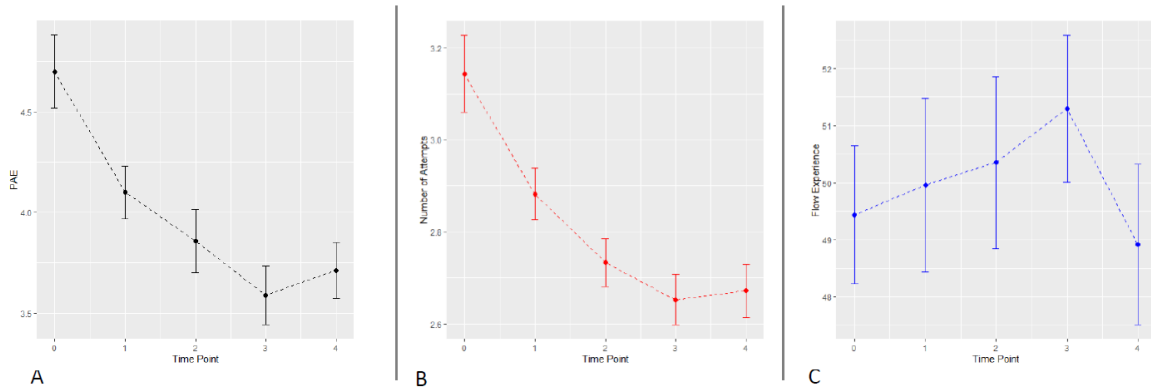 PAE
4.5
4.0
3.5
0 1 2 3 4
Time Point
A
Number of Attempts
3.2
3.0
2.8
2.6
0 1 2 3 4
Time Point
B
Flow Experience
52
51
50
49
48
0 1 2 3 4
Time Point
C